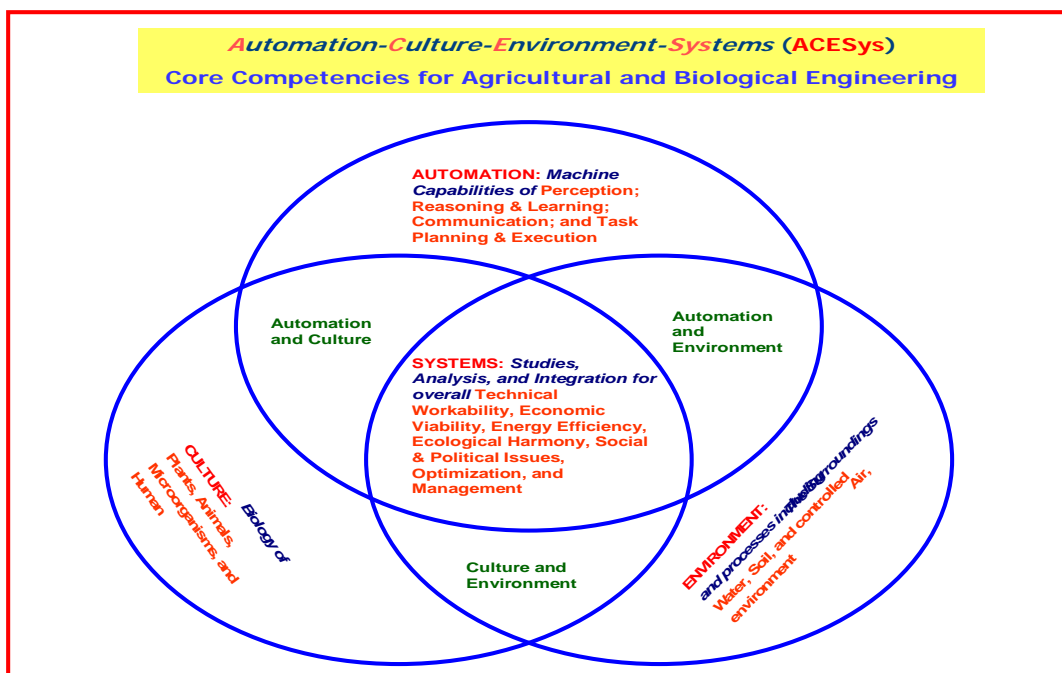 Automation-Culture-Environment-Systems (ACESys)
Core Competencies for Agricultural and Biological Engineering
AUTOMATION: Machine
Capabilities of Perception;
Reasoning & Learning;
Communication; and Task
Planning & Execution
Automation
and Culture
Automation
and
Environment
SYSTEMS: Studies,
Analysis, and Integration for
overall Technical
Workability, Economic
Viability, Energy Efficiency,
Ecological Harmony, Social
& Political Issues,
Optimization, and
Management
CULTURE: Biology of
Plants, Animals,
Microorganisms, and
Human
ENVIRONMENT: surroundings
and processes including Air,
Water, Soil, and controlled
environment
Culture and
Environment